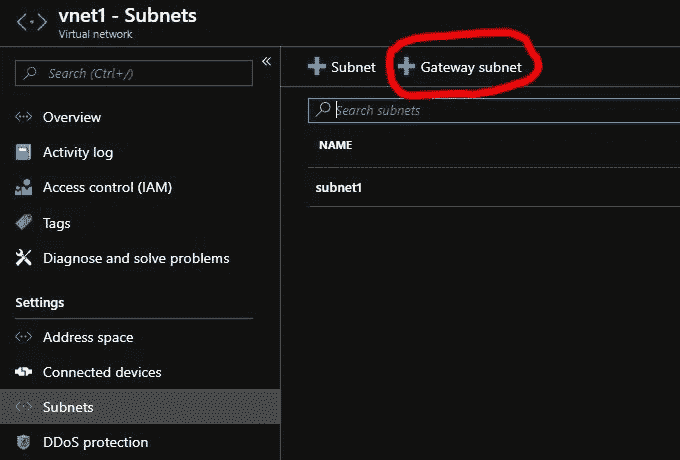 vnet1 - Subnets
Virtual network
Search (Ctrl+/)
Overview
Activity log
Access control (IAM)
Tags
Diagnose and solve problems
Settings
Address space
Connected devices
Subnets
DDoS protection
Subnet
Gateway subnet
Search subnets
NAME
subnet1